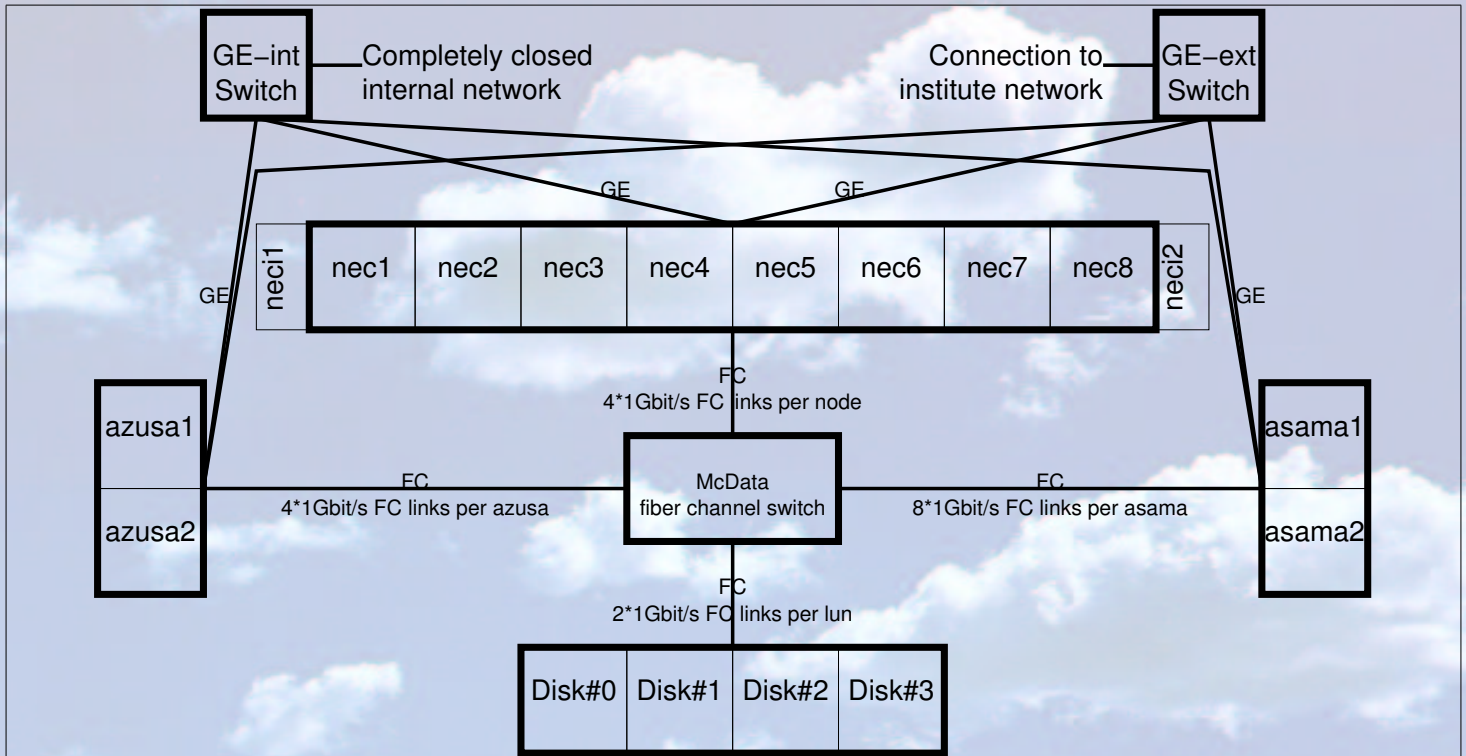 GE−int
Switch
Completely closed
internal network
Connection to
institute network
GE−ext
Switch
GE
GE
neci1
nec1
nec2
nec3
nec4
nec5
nec6
nec7
nec8
neci2
GE
GE
FC
4*1Gbit/s FC inks per node
azusa1
azusa2
FC
4*1Gbit/s FC links per azusa
McData
fiber channel switch
FC
8*1Gbit/s FC links per asama
asama1
asama2
FC
2*1Gbit/s FC links per lun
Disk#0
Disk#1
Disk#2
Disk#3